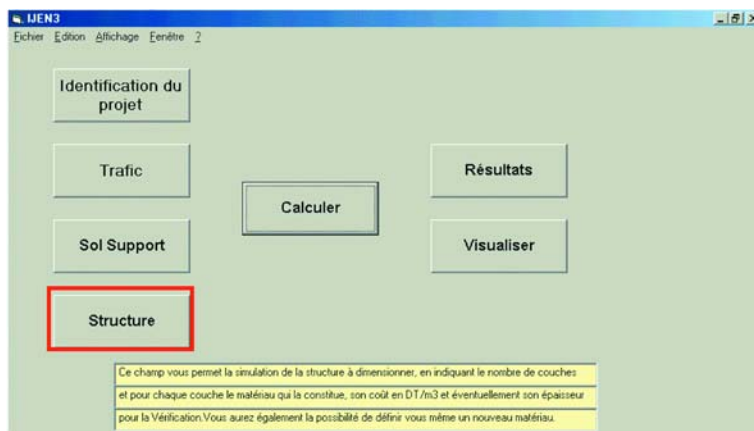 IJEN3
Fichier Edition Affichage Fenêtre ?
Identification du
projet
Trafic
Sol Support
Structure
Calculer
Résultats
Visualiser
Ce champ vous permet la simulation de la structure à dimensionner, en indiquant le nombre de couches
et pour chaque couche le matériau qui la constitue, son coût en DT/m3 et éventuellement son épaisseur
pour la Vérification.Vous aurez également la possibilité de définir vous même un nouveau matériau.